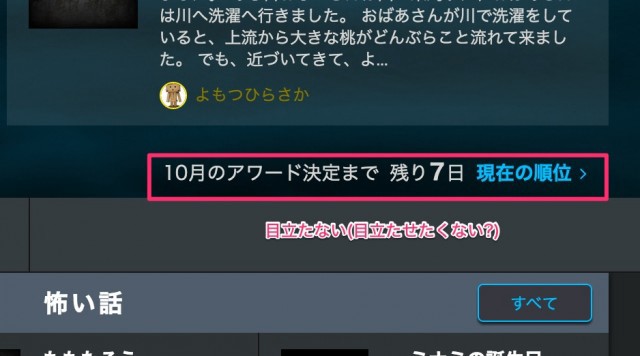 は川へ洗濯へ行きました。 おばあさんが川で洗濯をして
いると、上流から大きな桃がどんぶらこと流れて来まし
た。 でも、近づいてきて、よ...
よもつひらさか
10月のアワード決定まで 残り7日 現在の順位 >
目立たない(目立たせたくない?)
怖い話
すべて